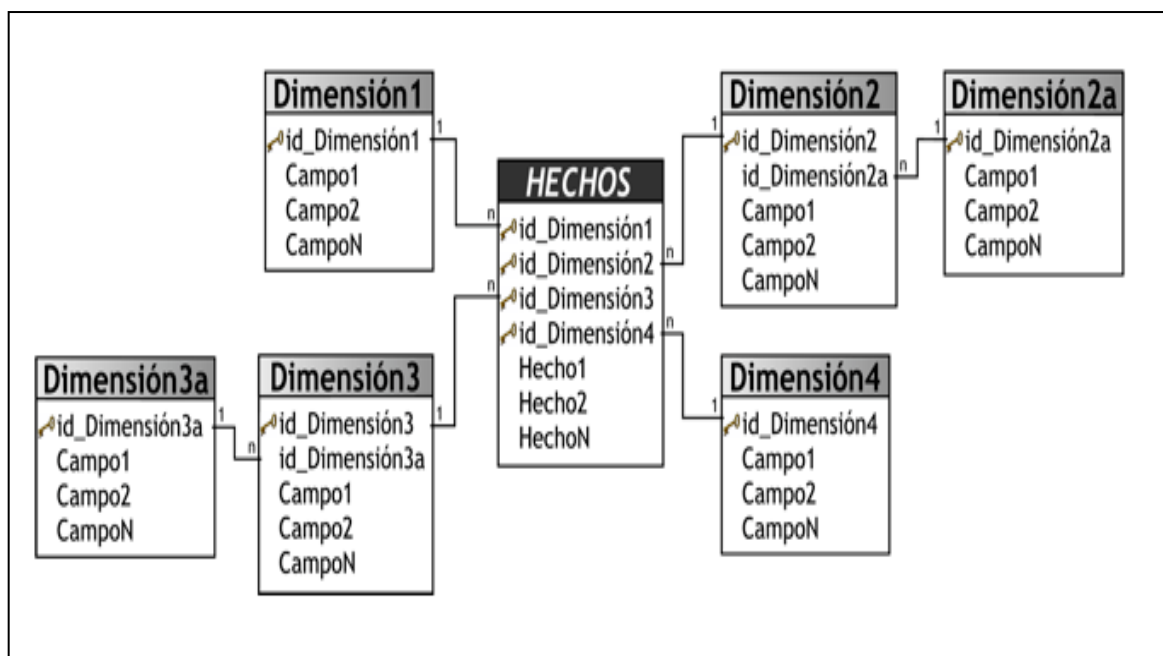 Dimensión1
id_Dimensión1
Campo1
Campo2
CampoN
1
n
HECHOS
id_Dimensión1
id_Dimensión2
id_Dimensión3
id_Dimensión4
Hecho1
Hecho2
HechoN
n
n
n
Dimensión2
1
id_Dimensión2
id_Dimensión2a
Campo1
Campo2
CampoN
n
Dimensión2a
1
id_Dimensión2a
Campo1
Campo2
CampoN
Dimensión3a
id_Dimensión3a
Campo1
Campo2
CampoN
1
n
Dimensión3
id_Dimensión3
id_Dimensión3a
Campo1
Campo2
CampoN
1
Dimensión4
1
id_Dimensión4
Campo1
Campo2
CampoN